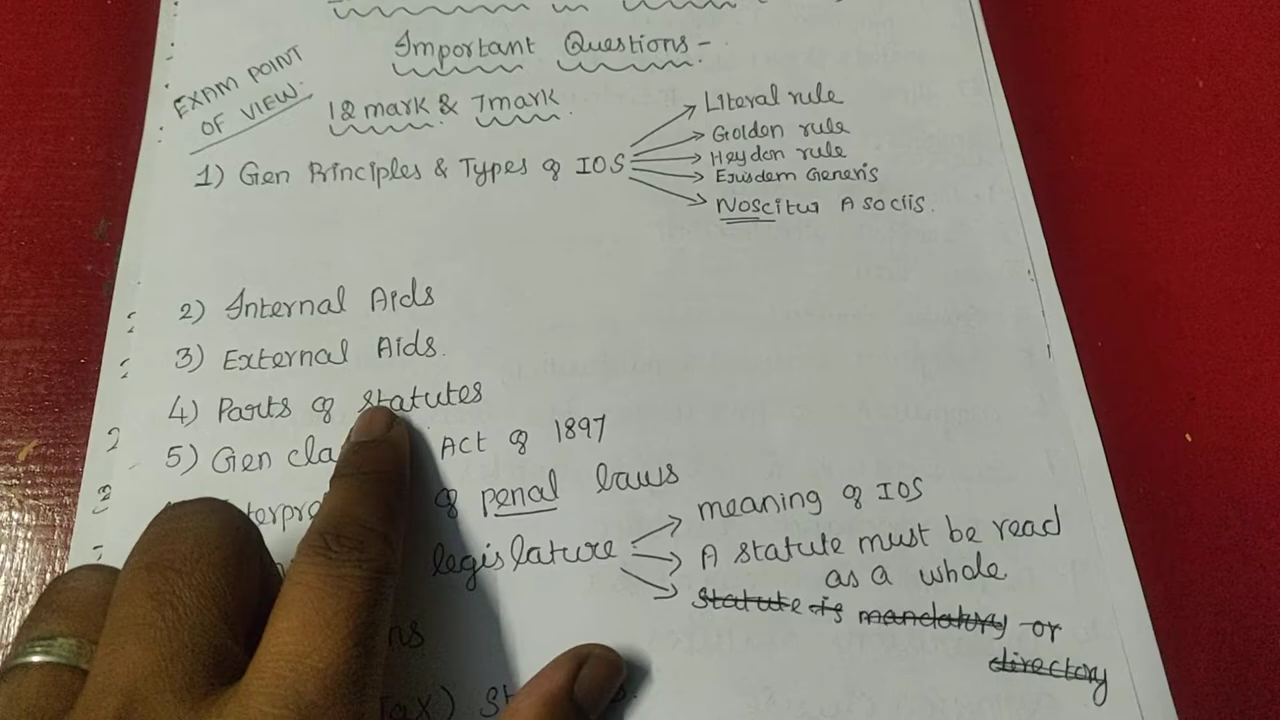 Important Questions -
EXAM POINT
OF VIEW.
12 mark & 7mark
1) Gen Principles & Types of IOS
Literal rule
Golden rule
Heydon rule
Ejusdem Generis
Noscitur Asociis.
2) Internal Aids
3) External Aids.
4) Parts of Statutes
5) Gen Act of 1897
of penal laws
legislature
meaning of IOS
A statute must be read
as a whole
statute is mandatory or
directory